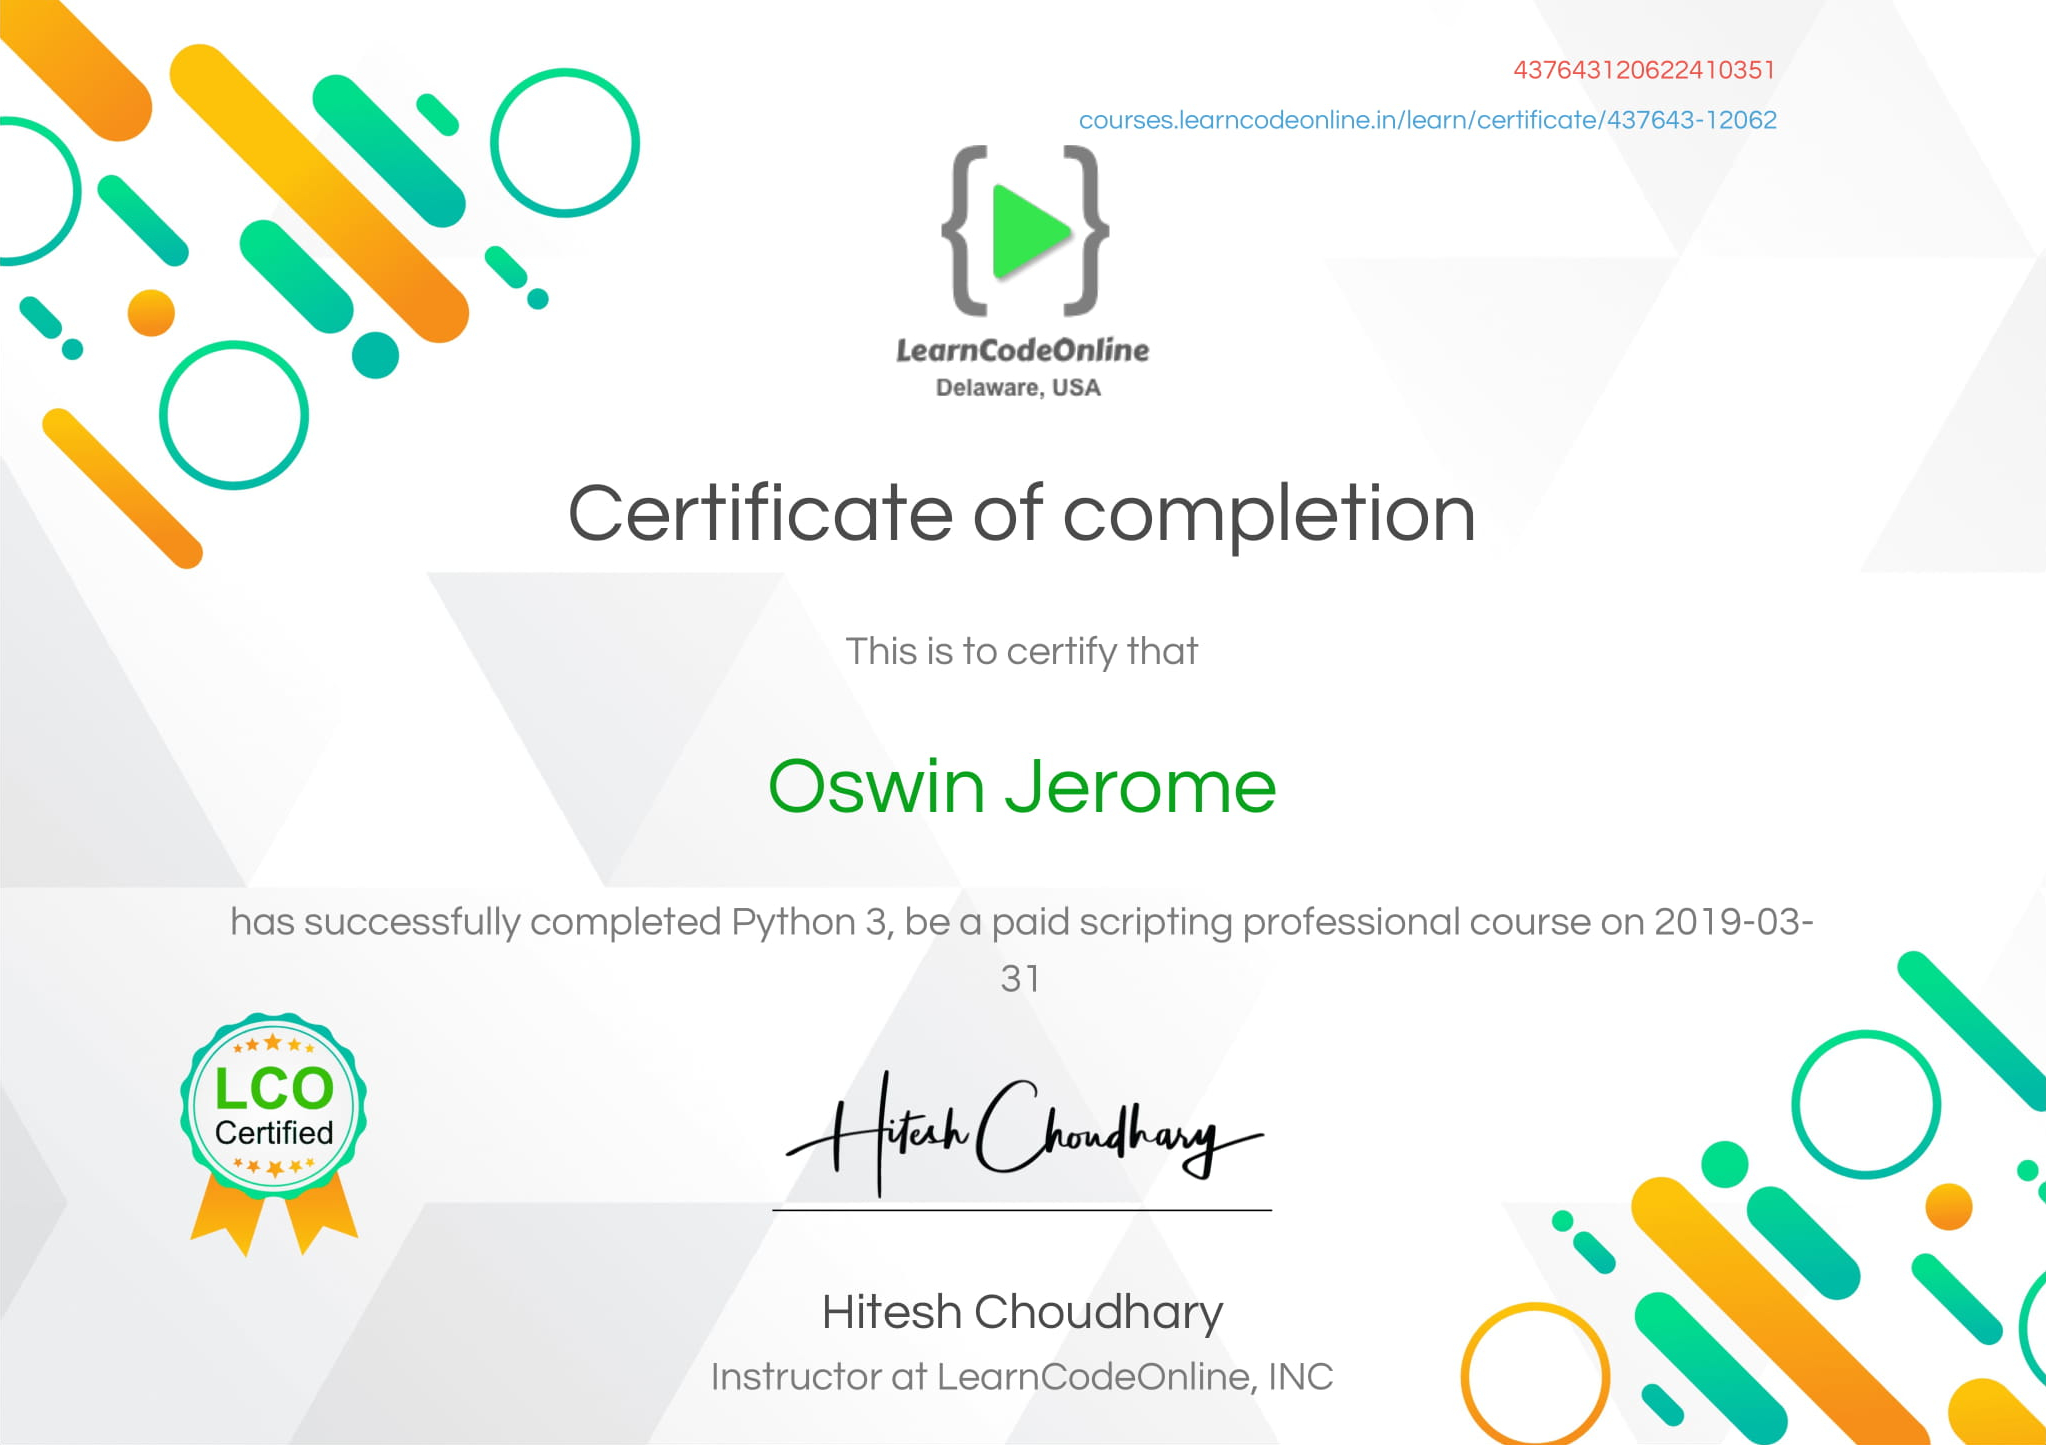 437643120622410351
courses.learncodeonline.in/learn/certificate/437643-12062
LearnCodeOnline
Delaware, USA
Certificate of completion
This is to certify that
Oswin Jerome
has successfully completed Python 3, be a paid scripting professional course on 2019-03-
31
LCO
Certified
Hitesh Choudhary
Hitesh Choudhary
Instructor at LearnCodeOnline, INC